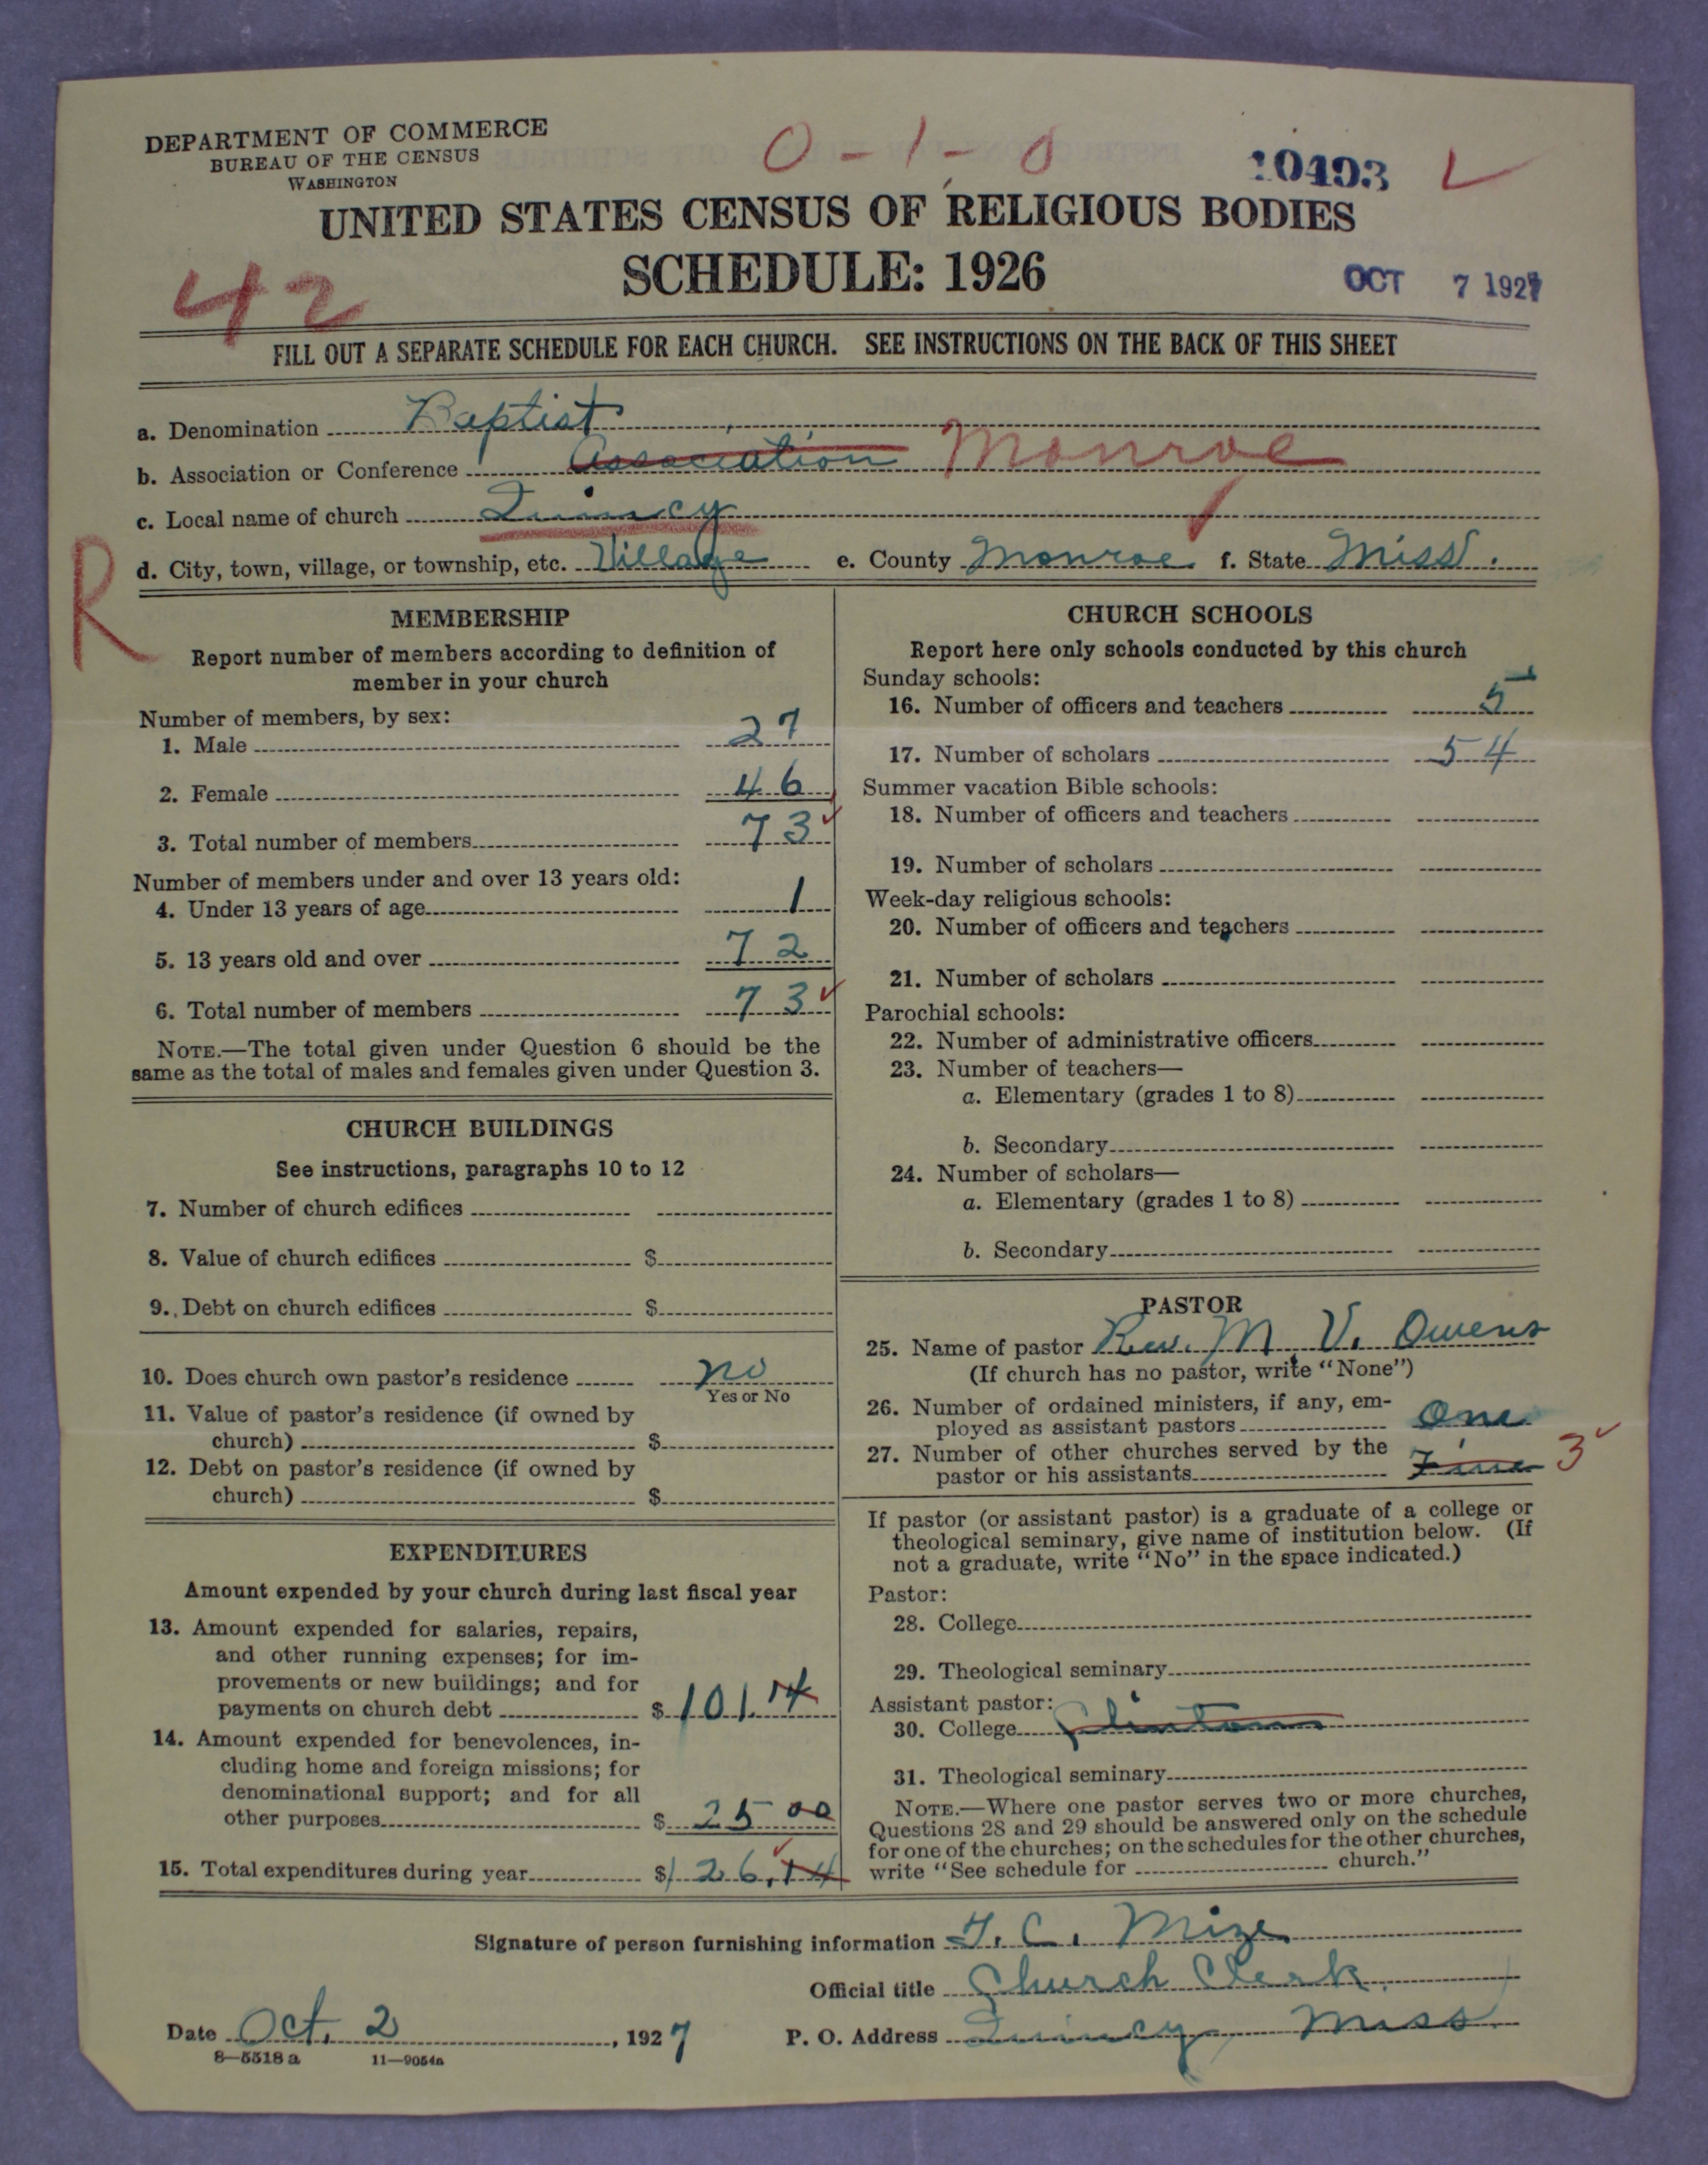 DEPARTMENT OF COMMERCE
BUREAU OF THE CENSUS
WASHINGTON
0-1-0
10493
UNITED STATES CENSUS OF RELIGIOUS BODIES
SCHEDULE: 1926
42
OCT 7 1927
FILL OUT A SEPARATE SCHEDULE FOR EACH CHURCH. SEE INSTRUCTIONS ON THE BACK OF THIS SHEET
a. Denomination Baptist
b. Association or Conference Association Monroe
c. Local name of church Quincy
d. City, town, village, or township, etc. Village e. County Monroe f. State Miss.
R
MEMBERSHIP
Report number of members according to definition of
member in your church
Number of members, by sex:
1. Male 27
2. Female 46
3. Total number of members 73
Number of members under and over 13 years old:
4. Under 13 years of age 1
5. 13 years old and over 72
6. Total number of members 73
NOTE.—The total given under Question 6 should be the
same as the total of males and females given under Question 3.
CHURCH BUILDINGS
See instructions, paragraphs 10 to 12
7. Number of church edifices
8. Value of church edifices $
9. Debt on church edifices $
10. Does church own pastor's residence no
Yes or No
11. Value of pastor's residence (if owned by
church) $
12. Debt on pastor's residence (if owned by
church) $
EXPENDITURES
Amount expended by your church during last fiscal year
13. Amount expended for salaries, repairs,
and other running expenses; for im-
provements or new buildings; and for
payments on church debt $ 101.14
14. Amount expended for benevolences, in-
cluding home and foreign missions; for
denominational support; and for all
other purposes $ 25 00
15. Total expenditures during year $ 126.14
CHURCH SCHOOLS
Report here only schools conducted by this church
Sunday schools:
16. Number of officers and teachers 5
17. Number of scholars 54
Summer vacation Bible schools:
18. Number of officers and teachers
19. Number of scholars
Week-day religious schools:
20. Number of officers and teachers
21. Number of scholars
Parochial schools:
22. Number of administrative officers
23. Number of teachers—
a. Elementary (grades 1 to 8)
b. Secondary
24. Number of scholars—
a. Elementary (grades 1 to 8)
b. Secondary
PASTOR
25. Name of pastor Rev. M. V. Owens
(If church has no pastor, write "None")
26. Number of ordained ministers, if any, em-
ployed as assistant pastors One
27. Number of other churches served by the
pastor or his assistants 3
If pastor (or assistant pastor) is a graduate of a college or
theological seminary, give name of institution below. (If
not a graduate, write "No" in the space indicated.)
Pastor:
28. College
29. Theological seminary
Assistant pastor:
30. College Clinton
31. Theological seminary
NOTE.—Where one pastor serves two or more churches,
Questions 28 and 29 should be answered only on the schedule
for one of the churches; on the schedules for the other churches,
write "See schedule for church."
Signature of person furnishing information T. C. Mize
Official title Church Clerk
Date Oct. 2, 1927 P. O. Address Quincy Miss
8—5518 a 11—9054a